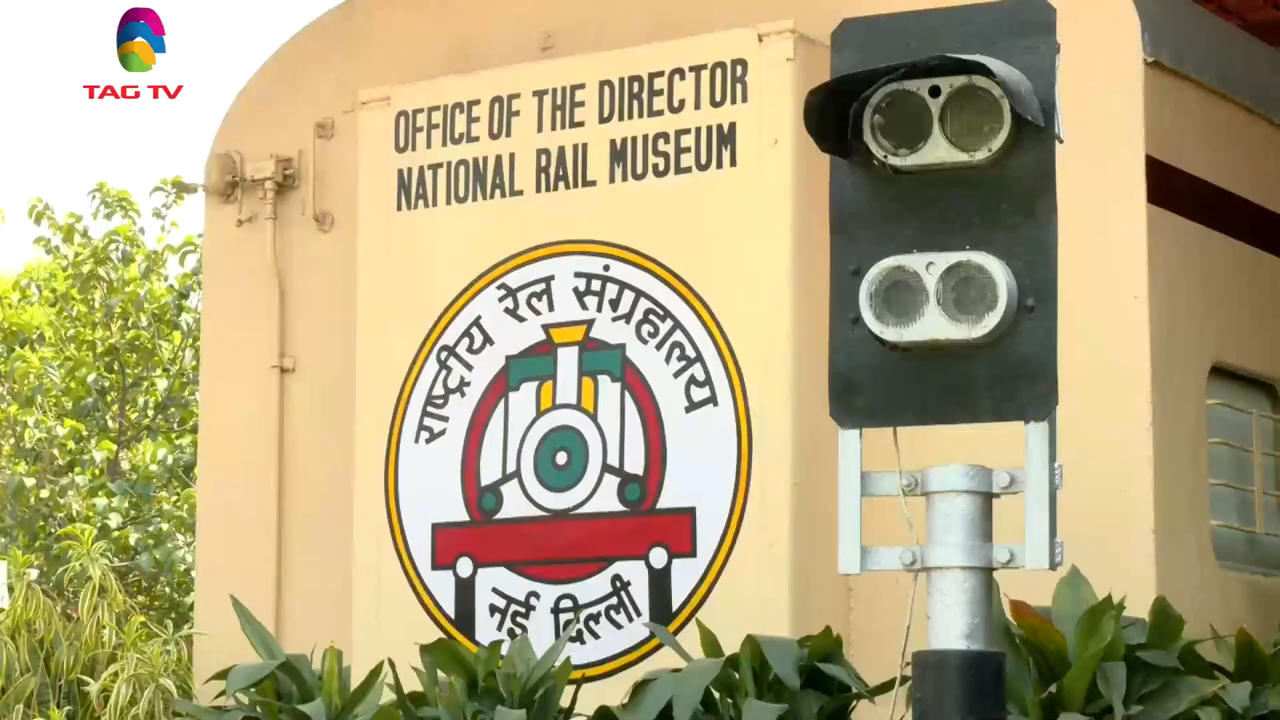 TAG TV
OFFICE OF THE DIRECTOR
NATIONAL RAIL MUSEUM
राष्ट्रीय रेल संग्रहालय
नई दिल्ली